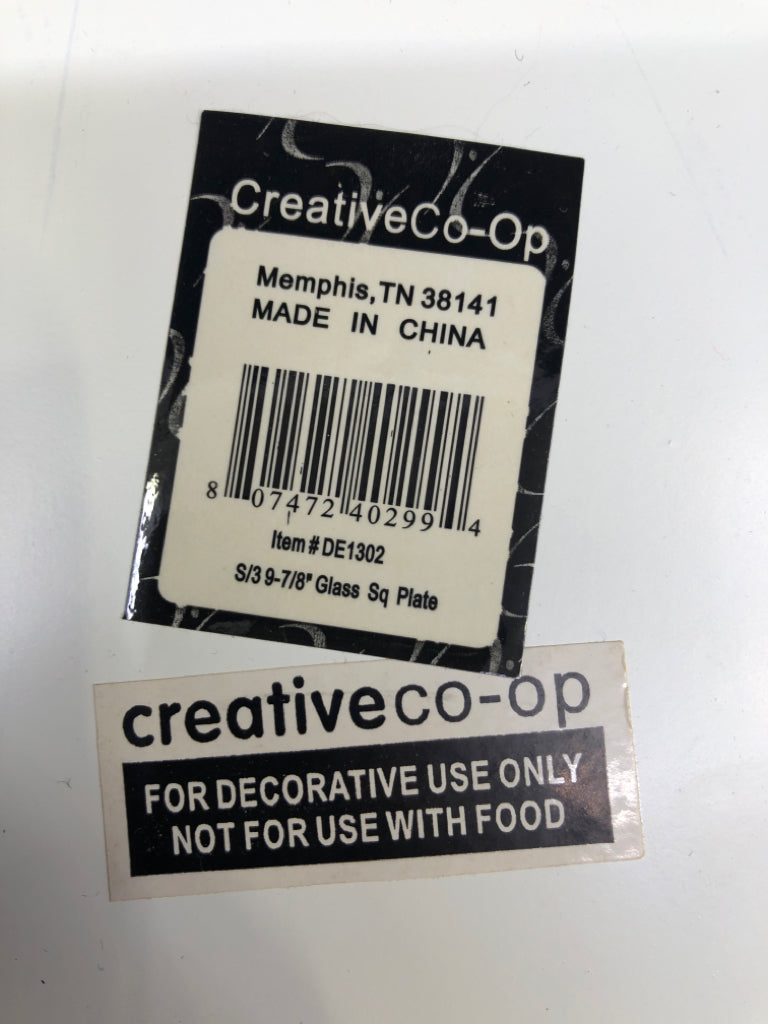 CreativeCo-Op
Memphis, TN 38141
MADE IN CHINA
8 07472 40299 4
Item # DE1302
S/3 9-7/8" Glass Sq Plate
creativeco-op
FOR DECORATIVE USE ONLY
NOT FOR USE WITH FOOD